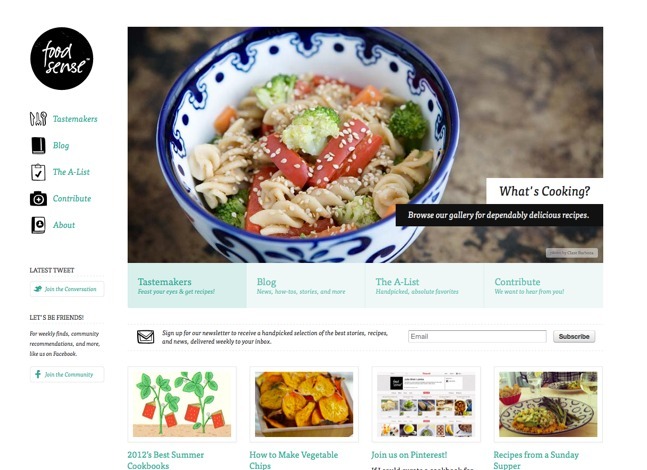 food
sense™
Tastemakers
Blog
The A-List
Contribute
About
LATEST TWEET
Join the Conversation
LET'S BE FRIENDS!
For weekly finds, community
recommendations, and more,
like us on Facebook.
Join the Community
What's Cooking?
Browse our gallery for dependably delicious recipes.
Tastemakers
Feast your eyes & get recipes!
Blog
News, how-tos, stories, and more
The A-List
Handpicked, absolute favorites
Contribute
We want to hear from you!
Sign up for our newsletter to receive a handpicked selection of the best stories, recipes,
and news, delivered weekly to your inbox.
Email
Subscribe
2012's Best Summer
Cookbooks
How to Make Vegetable
Chips
Join us on Pinterest!
Recipes from a Sunday
Supper